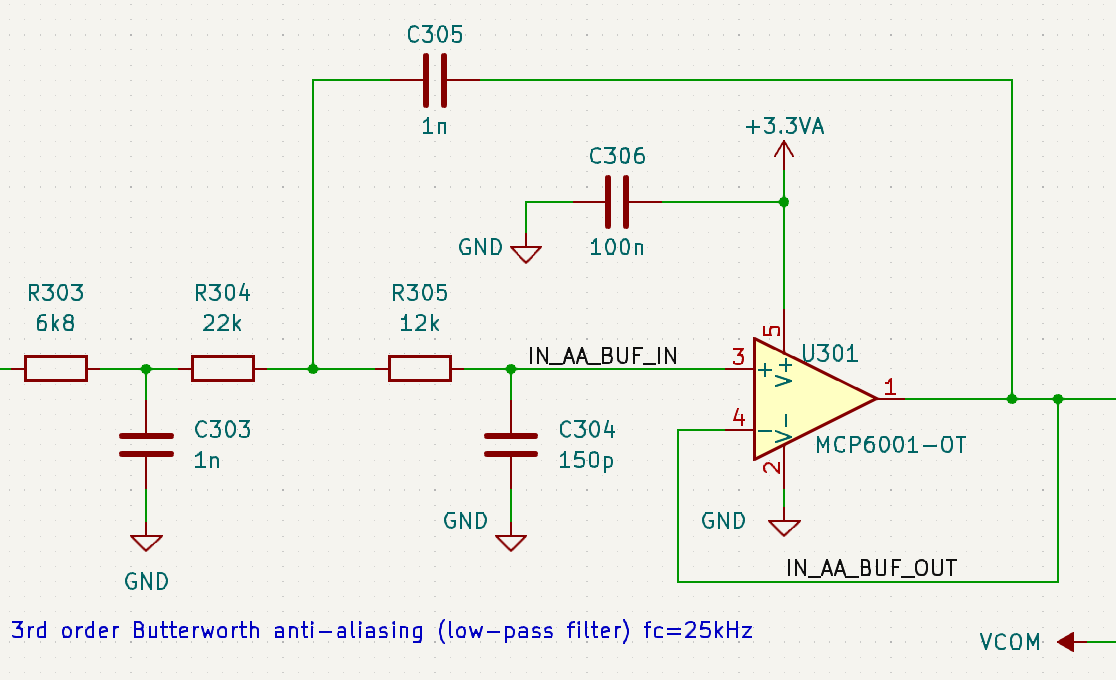 C305
1n
+3.3VA
C306
GND
100n
R303
6k8
R304
22k
R305
12k
IN_AA_BUF_IN
3
5
U301
+
V+
1
4
-
V-
2
MCP6001-OT
C303
1n
C304
150p
GND
GND
GND
IN_AA_BUF_OUT
3rd order Butterworth anti-aliasing (low-pass filter) fc=25kHz
VCOM